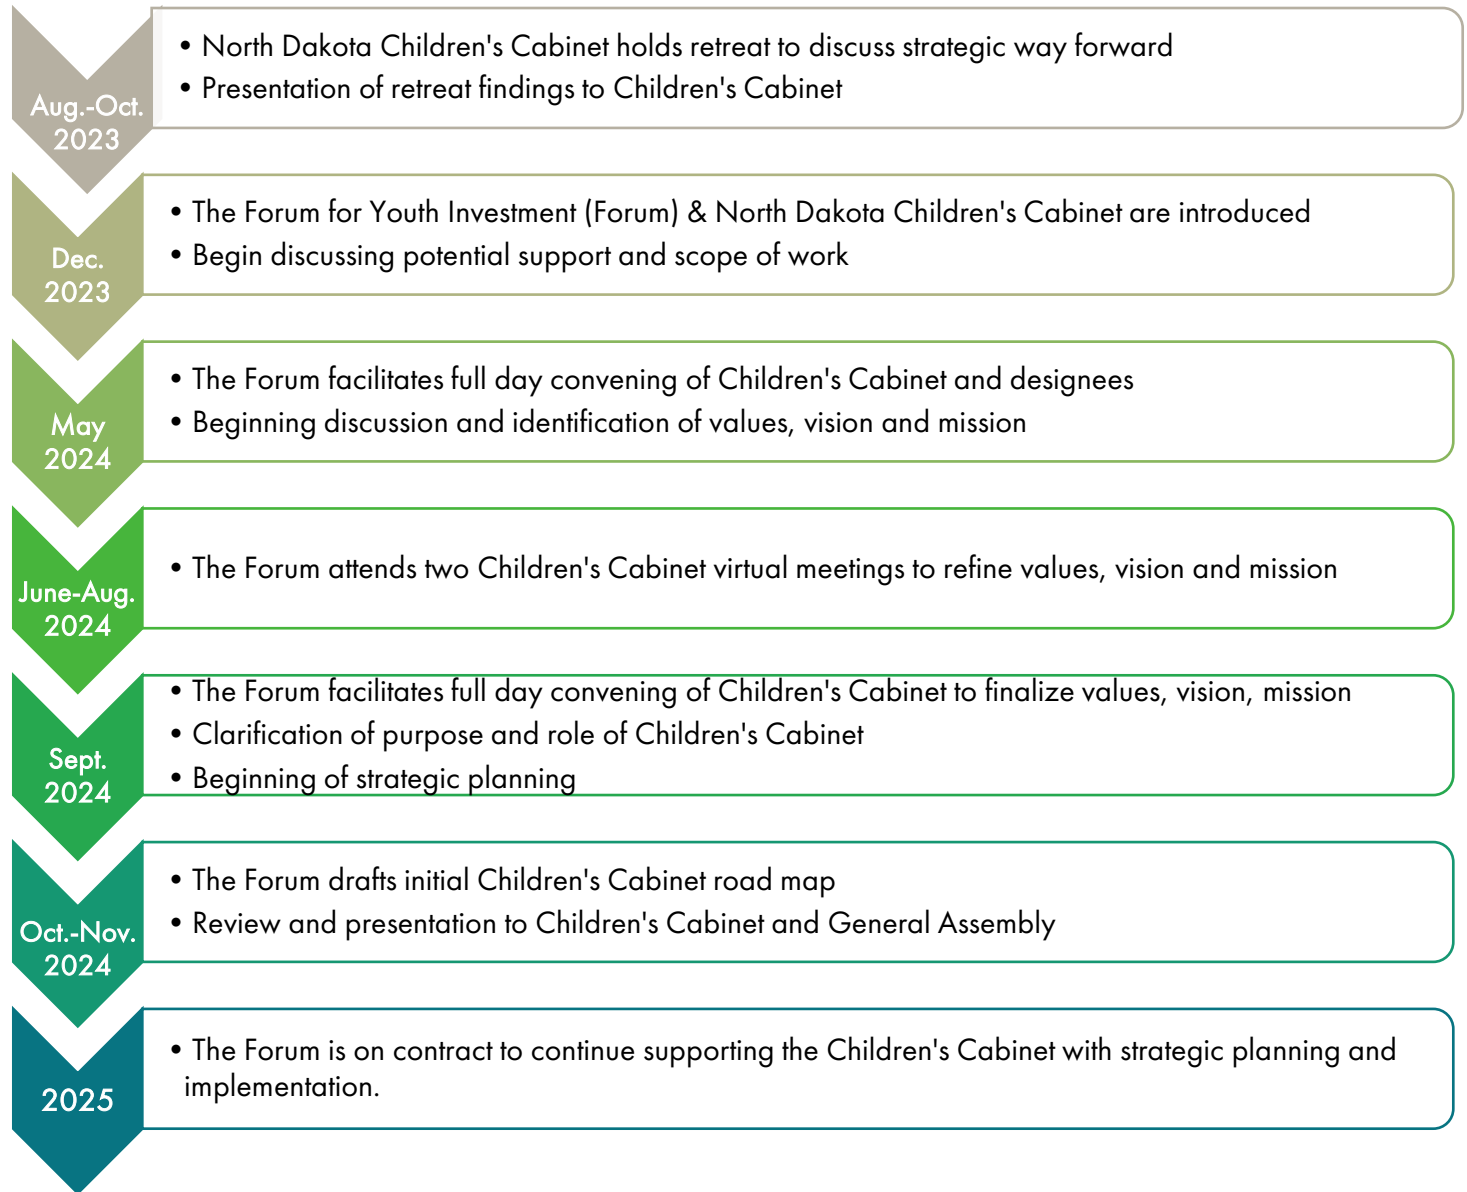 Aug.-Oct.
2023
• North Dakota Children's Cabinet holds retreat to discuss strategic way forward
• Presentation of retreat findings to Children's Cabinet
Dec.
2023
• The Forum for Youth Investment (Forum) & North Dakota Children's Cabinet are introduced
• Begin discussing potential support and scope of work
May
2024
• The Forum facilitates full day convening of Children's Cabinet and designees
• Beginning discussion and identification of values, vision and mission
June-Aug.
2024
• The Forum attends two Children's Cabinet virtual meetings to refine values, vision and mission
Sept.
2024
• The Forum facilitates full day convening of Children's Cabinet to finalize values, vision, mission
• Clarification of purpose and role of Children's Cabinet
• Beginning of strategic planning
Oct.-Nov.
2024
• The Forum drafts initial Children's Cabinet road map
• Review and presentation to Children's Cabinet and General Assembly
2025
• The Forum is on contract to continue supporting the Children's Cabinet with strategic planning and
implementation.